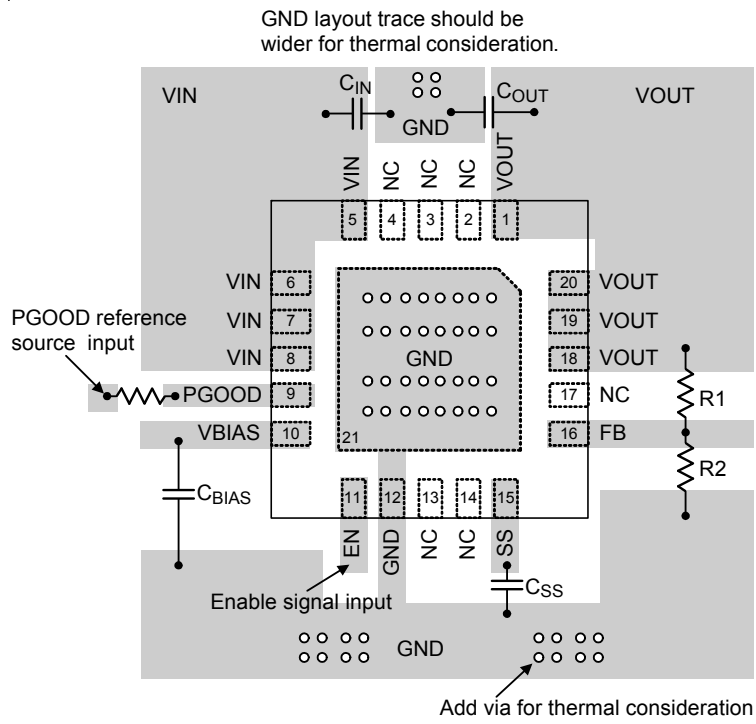 GND layout trace should be
wider for thermal consideration.
VIN
CIN
COUT
VOUT
GND
VIN
NC
NC
NC
VOUT
5
4
3
2
1
VIN
6
20
VOUT
VIN
7
19
VOUT
VIN
8
18
VOUT
PGOOD reference
source input
GND
PGOOD
9
17
NC
R1
VBIAS
10
21
16
FB
R2
CBIAS
11
12
13
14
15
EN
GND
NC
NC
SS
Enable signal input
CSS
GND
Add via for thermal consideration